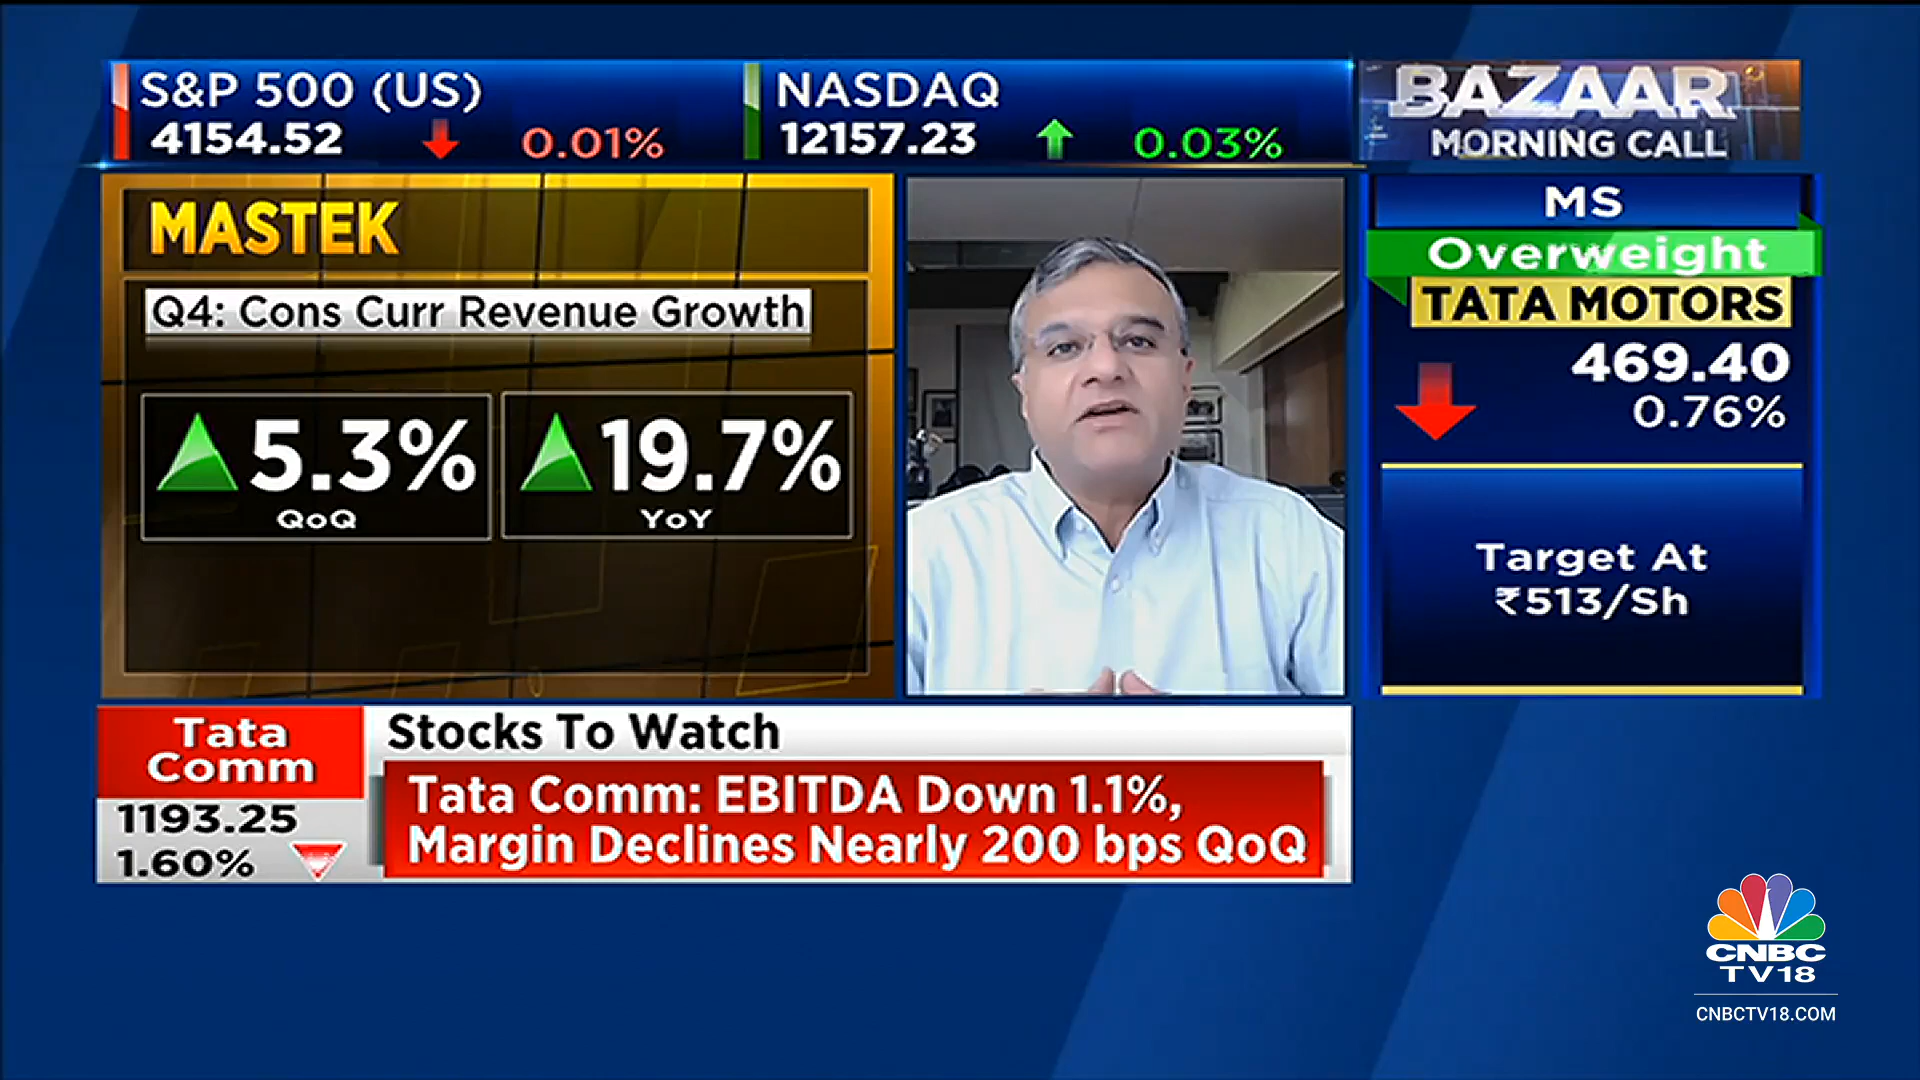 S&P 500 (US)
4154.52 0.01%
NASDAQ
12157.23 0.03%
BAZAAR
MORNING CALL
MASTEK
Q4: Cons Curr Revenue Growth
5.3%
QoQ
19.7%
YoY
MS
Overweight
TATA MOTORS
469.40
0.76%
Target At
₹513/Sh
Tata
Comm
1193.25
1.60%
Stocks To Watch
Tata Comm: EBITDA Down 1.1%,
Margin Declines Nearly 200 bps QoQ
CNBC
TV18
CNBCTV18.COM